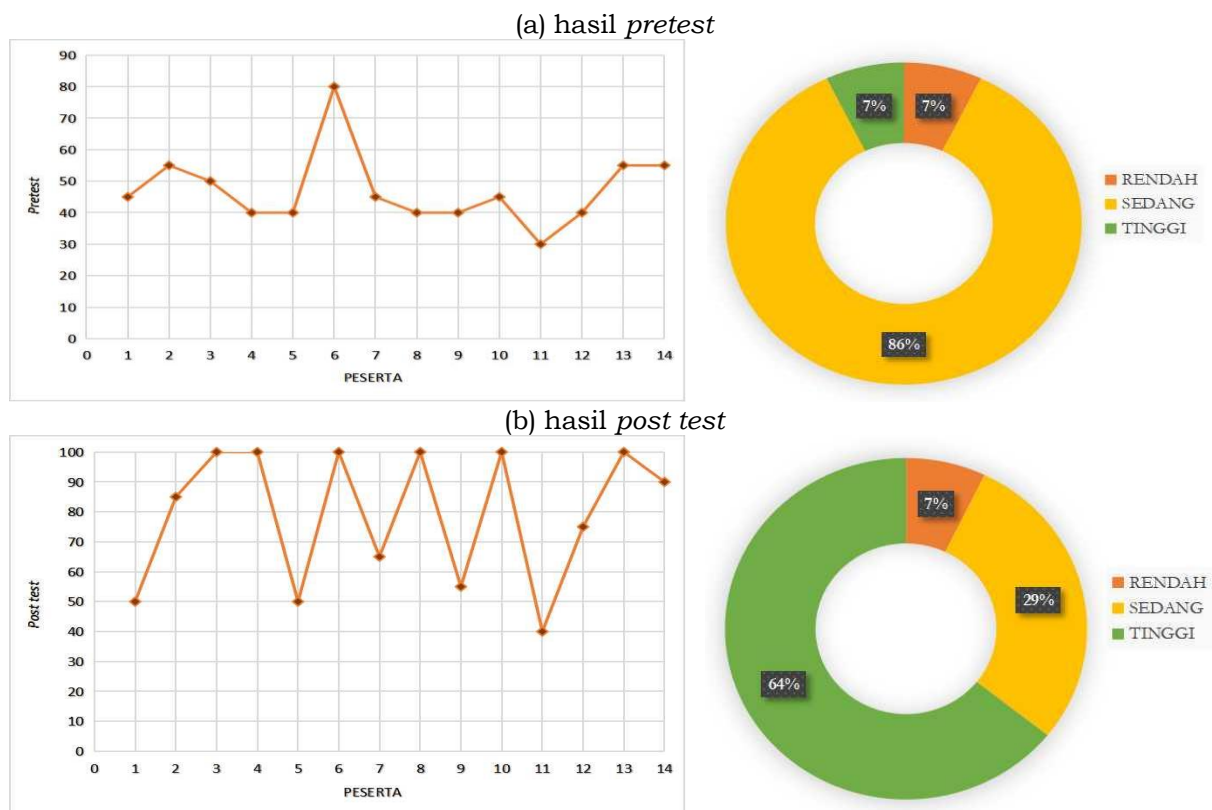 (a) hasil pretest
90
80
70
60
50
40
30
20
10
0
Pretest
0 1 2 3 4 5 6 7 8 9 10 11 12 13 14
PESERTA
7% 7%
86%
RENDAH
SEDANG
TINGGI
(b) hasil post test
100
90
80
70
60
50
40
30
20
10
0
Post test
0 1 2 3 4 5 6 7 8 9 10 11 12 13 14
PESERTA
7%
29%
64%
RENDAH
SEDANG
TINGGI